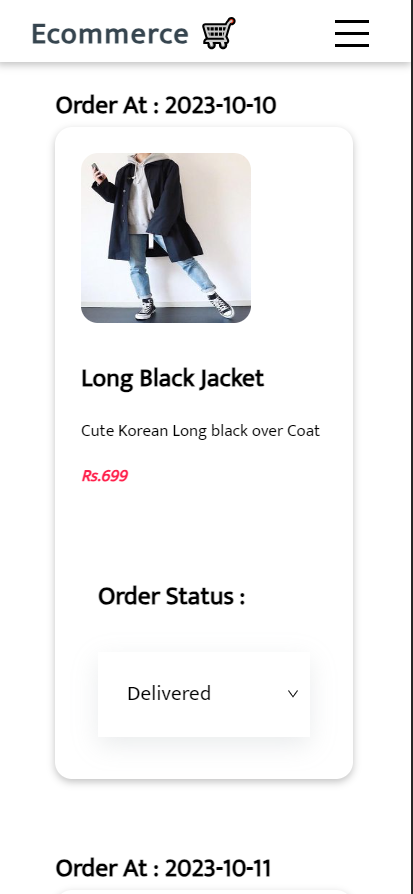 Ecommerce
Order At : 2023-10-10
Long Black Jacket
Cute Korean Long black over Coat
Rs.699
Order Status :
Delivered
Order At : 2023-10-11